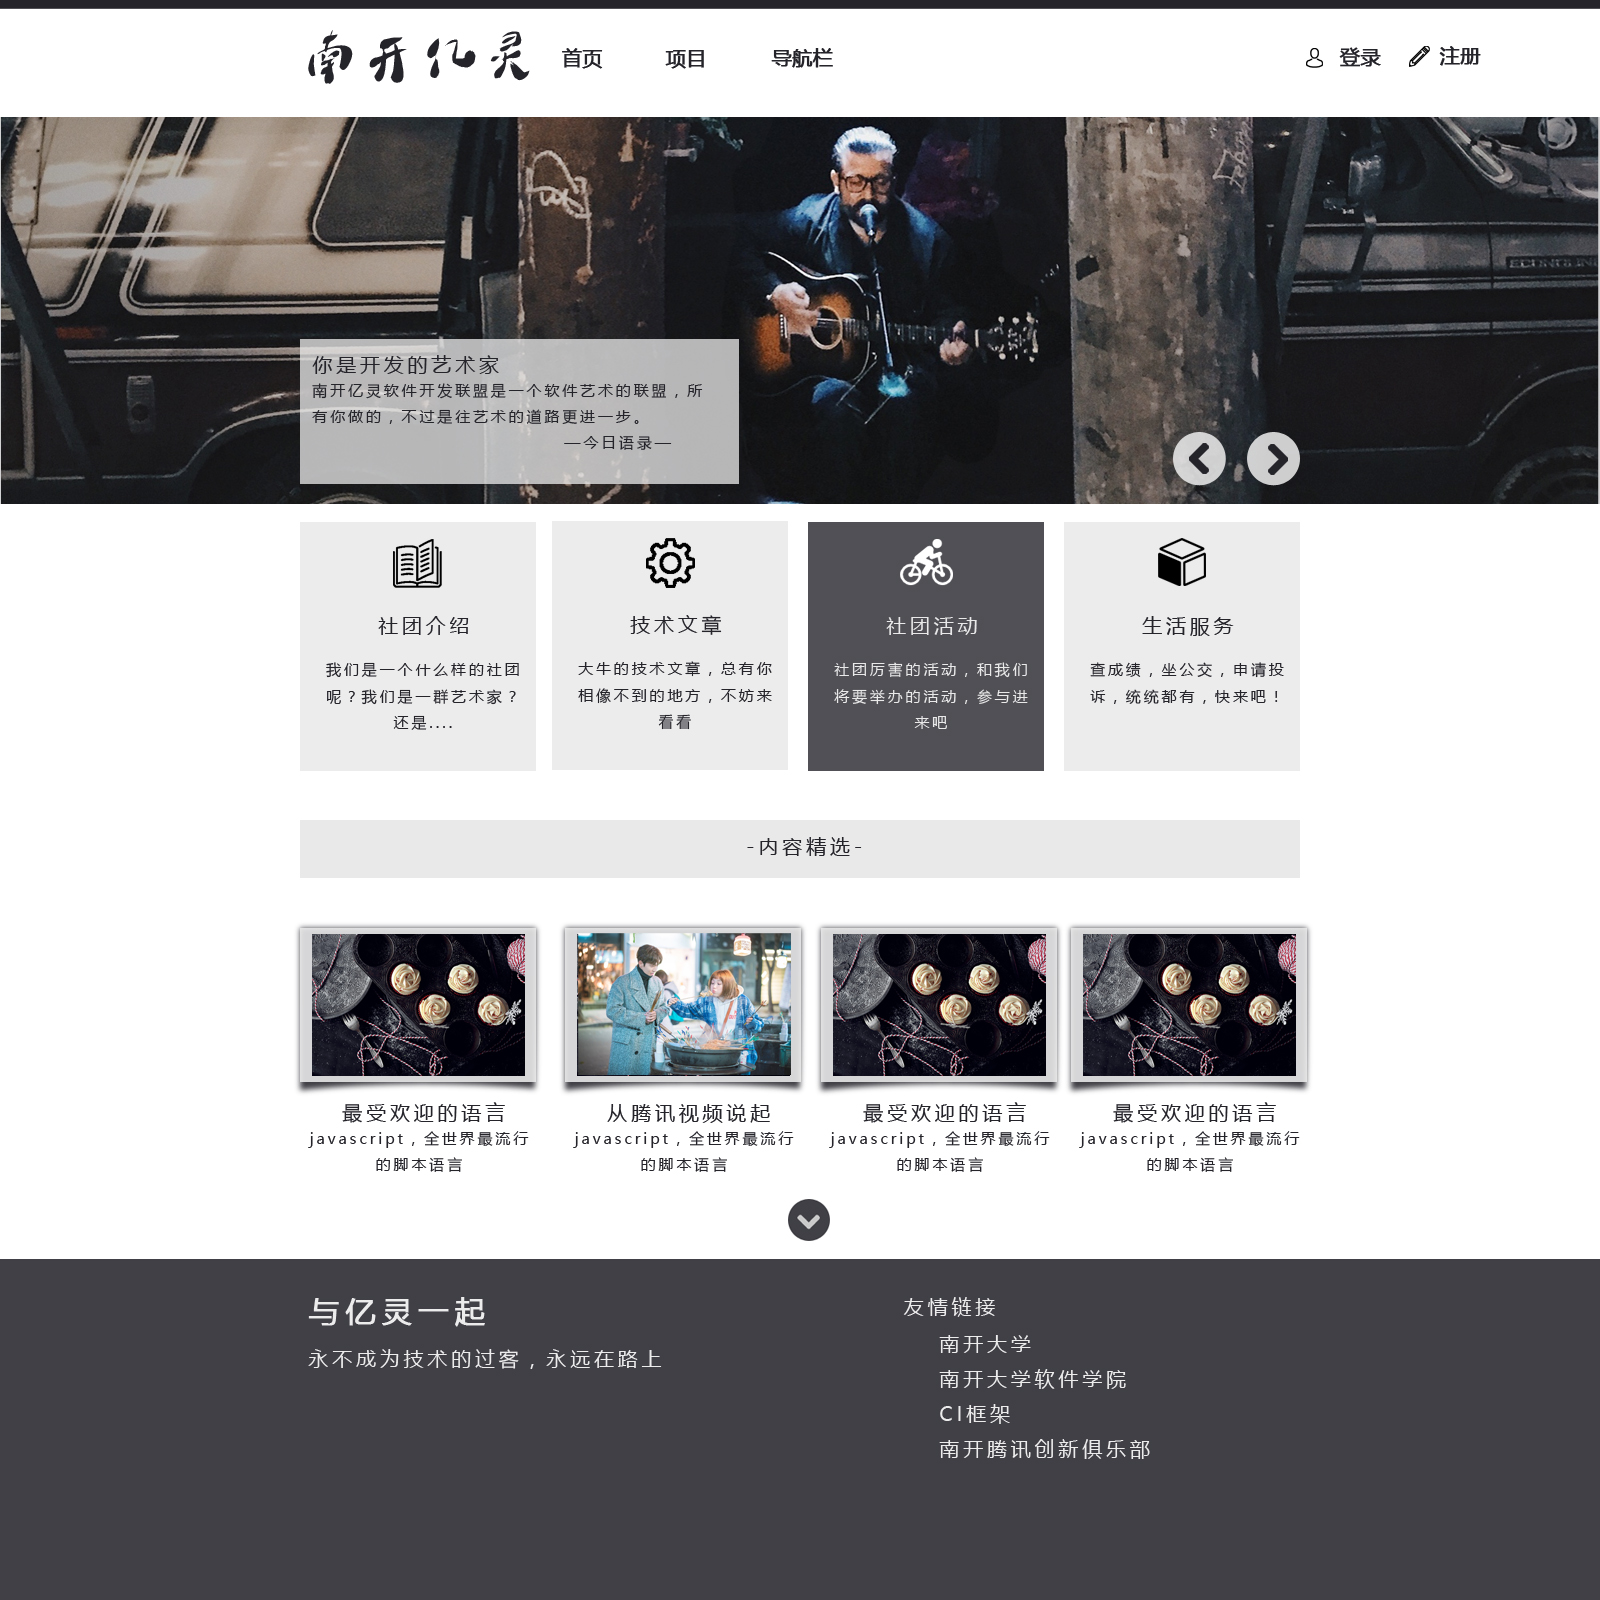 南开亿灵 首页 项目 导航栏 登录 注册
你是开发的艺术家
南开亿灵软件开发联盟是一个软件艺术的联盟，所
有你做的，不过是往艺术的道路更进一步。
—今日语录—
社团介绍
我们是一个什么样的社团
呢？我们是一群艺术家？
还是....
技术文章
大牛的技术文章，总有你
相像不到的地方，不妨来
看看
社团活动
社团厉害的活动，和我们
将要举办的活动，参与进
来吧
生活服务
查成绩，坐公交，申请投
诉，统统都有，快来吧！
-内容精选-
最受欢迎的语言
javascript，全世界最流行
的脚本语言
从腾讯视频说起
javascript，全世界最流行
的脚本语言
最受欢迎的语言
javascript，全世界最流行
的脚本语言
最受欢迎的语言
javascript，全世界最流行
的脚本语言
与亿灵一起
永不成为技术的过客，永远在路上
友情链接
南开大学
南开大学软件学院
CI框架
南开腾讯创新俱乐部